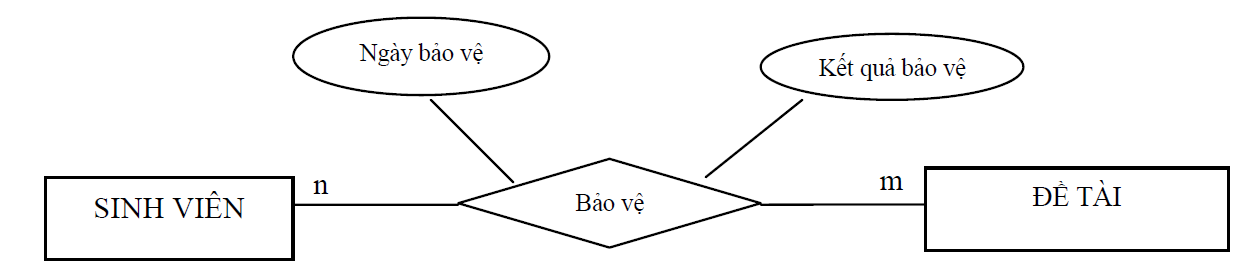 Ngày bảo vệ
Kết quả bảo vệ
SINH VIÊN
n
Bảo vệ
m
ĐỀ TÀI